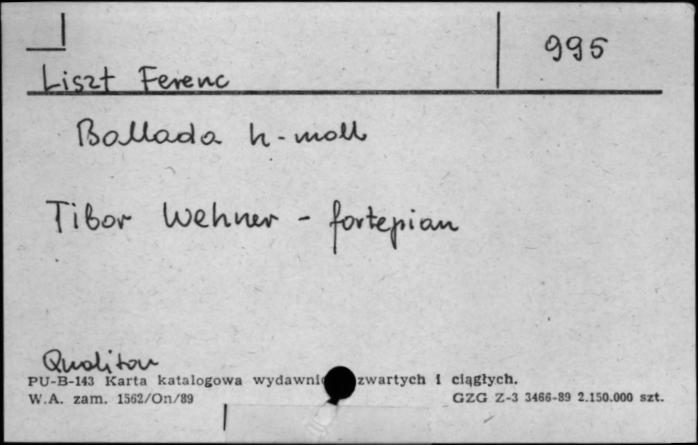 995
Liszt Ferenc
Ballada h-moll
Tibor Wehner - fortepian
Qualiton
PU-B-143 Karta katalogowa wydawnic zwartych i ciągłych.
W.A. zam. 1562/On/89 GZG Z-3 3466-89 2.150.000 szt.